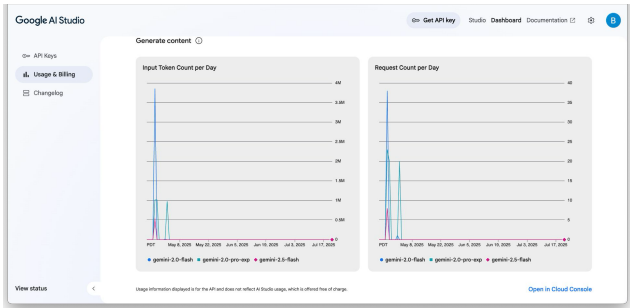 Google AI Studio
Get API key
Studio Dashboard Documentation
B
API Keys
Usage & Billing
Changelog
Generate content
Input Token Count per Day
4M
3.5M
3M
2.5M
2M
1.5M
1M
0.5M
0
PDT May 8, 2025 May 22, 2025 Jun 5, 2025 Jun 19, 2025 Jul 3, 2025 Jul 17, 2025
gemini-2.0-flash gemini-2.0-pro-exp gemini-2.5-flash
Request Count per Day
40
35
30
25
20
15
10
5
0
PDT May 8, 2025 May 22, 2025 Jun 5, 2025 Jun 19, 2025 Jul 3, 2025 Jul 17, 2025
gemini-2.0-flash gemini-2.0-pro-exp gemini-2.5-flash
View status
Usage information displayed is for the API and does not reflect AI Studio usage, which is offered free of charge.
Open in Cloud Console